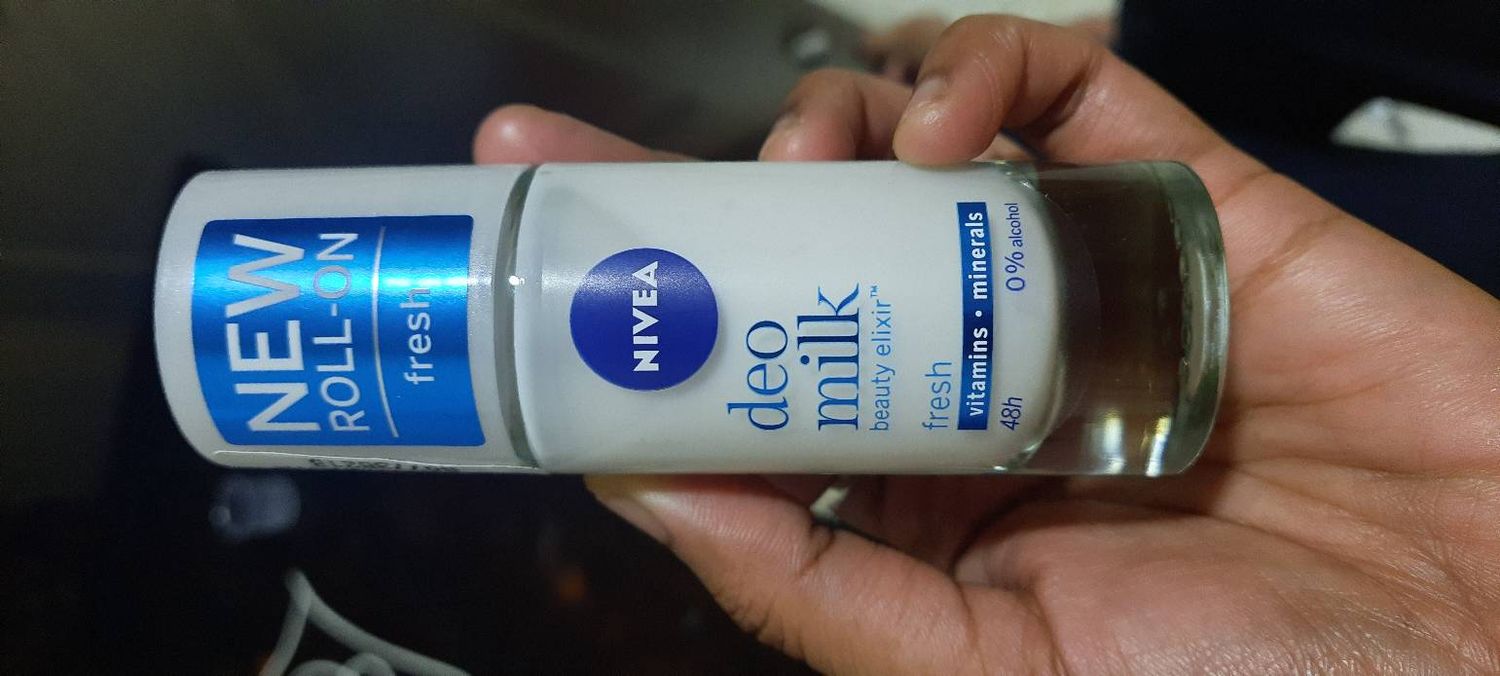 NEW
ROLL-ON
fresh
NIVEA
deo
milk
beauty elixir™
fresh
vitamins • minerals
48h 0% alcohol